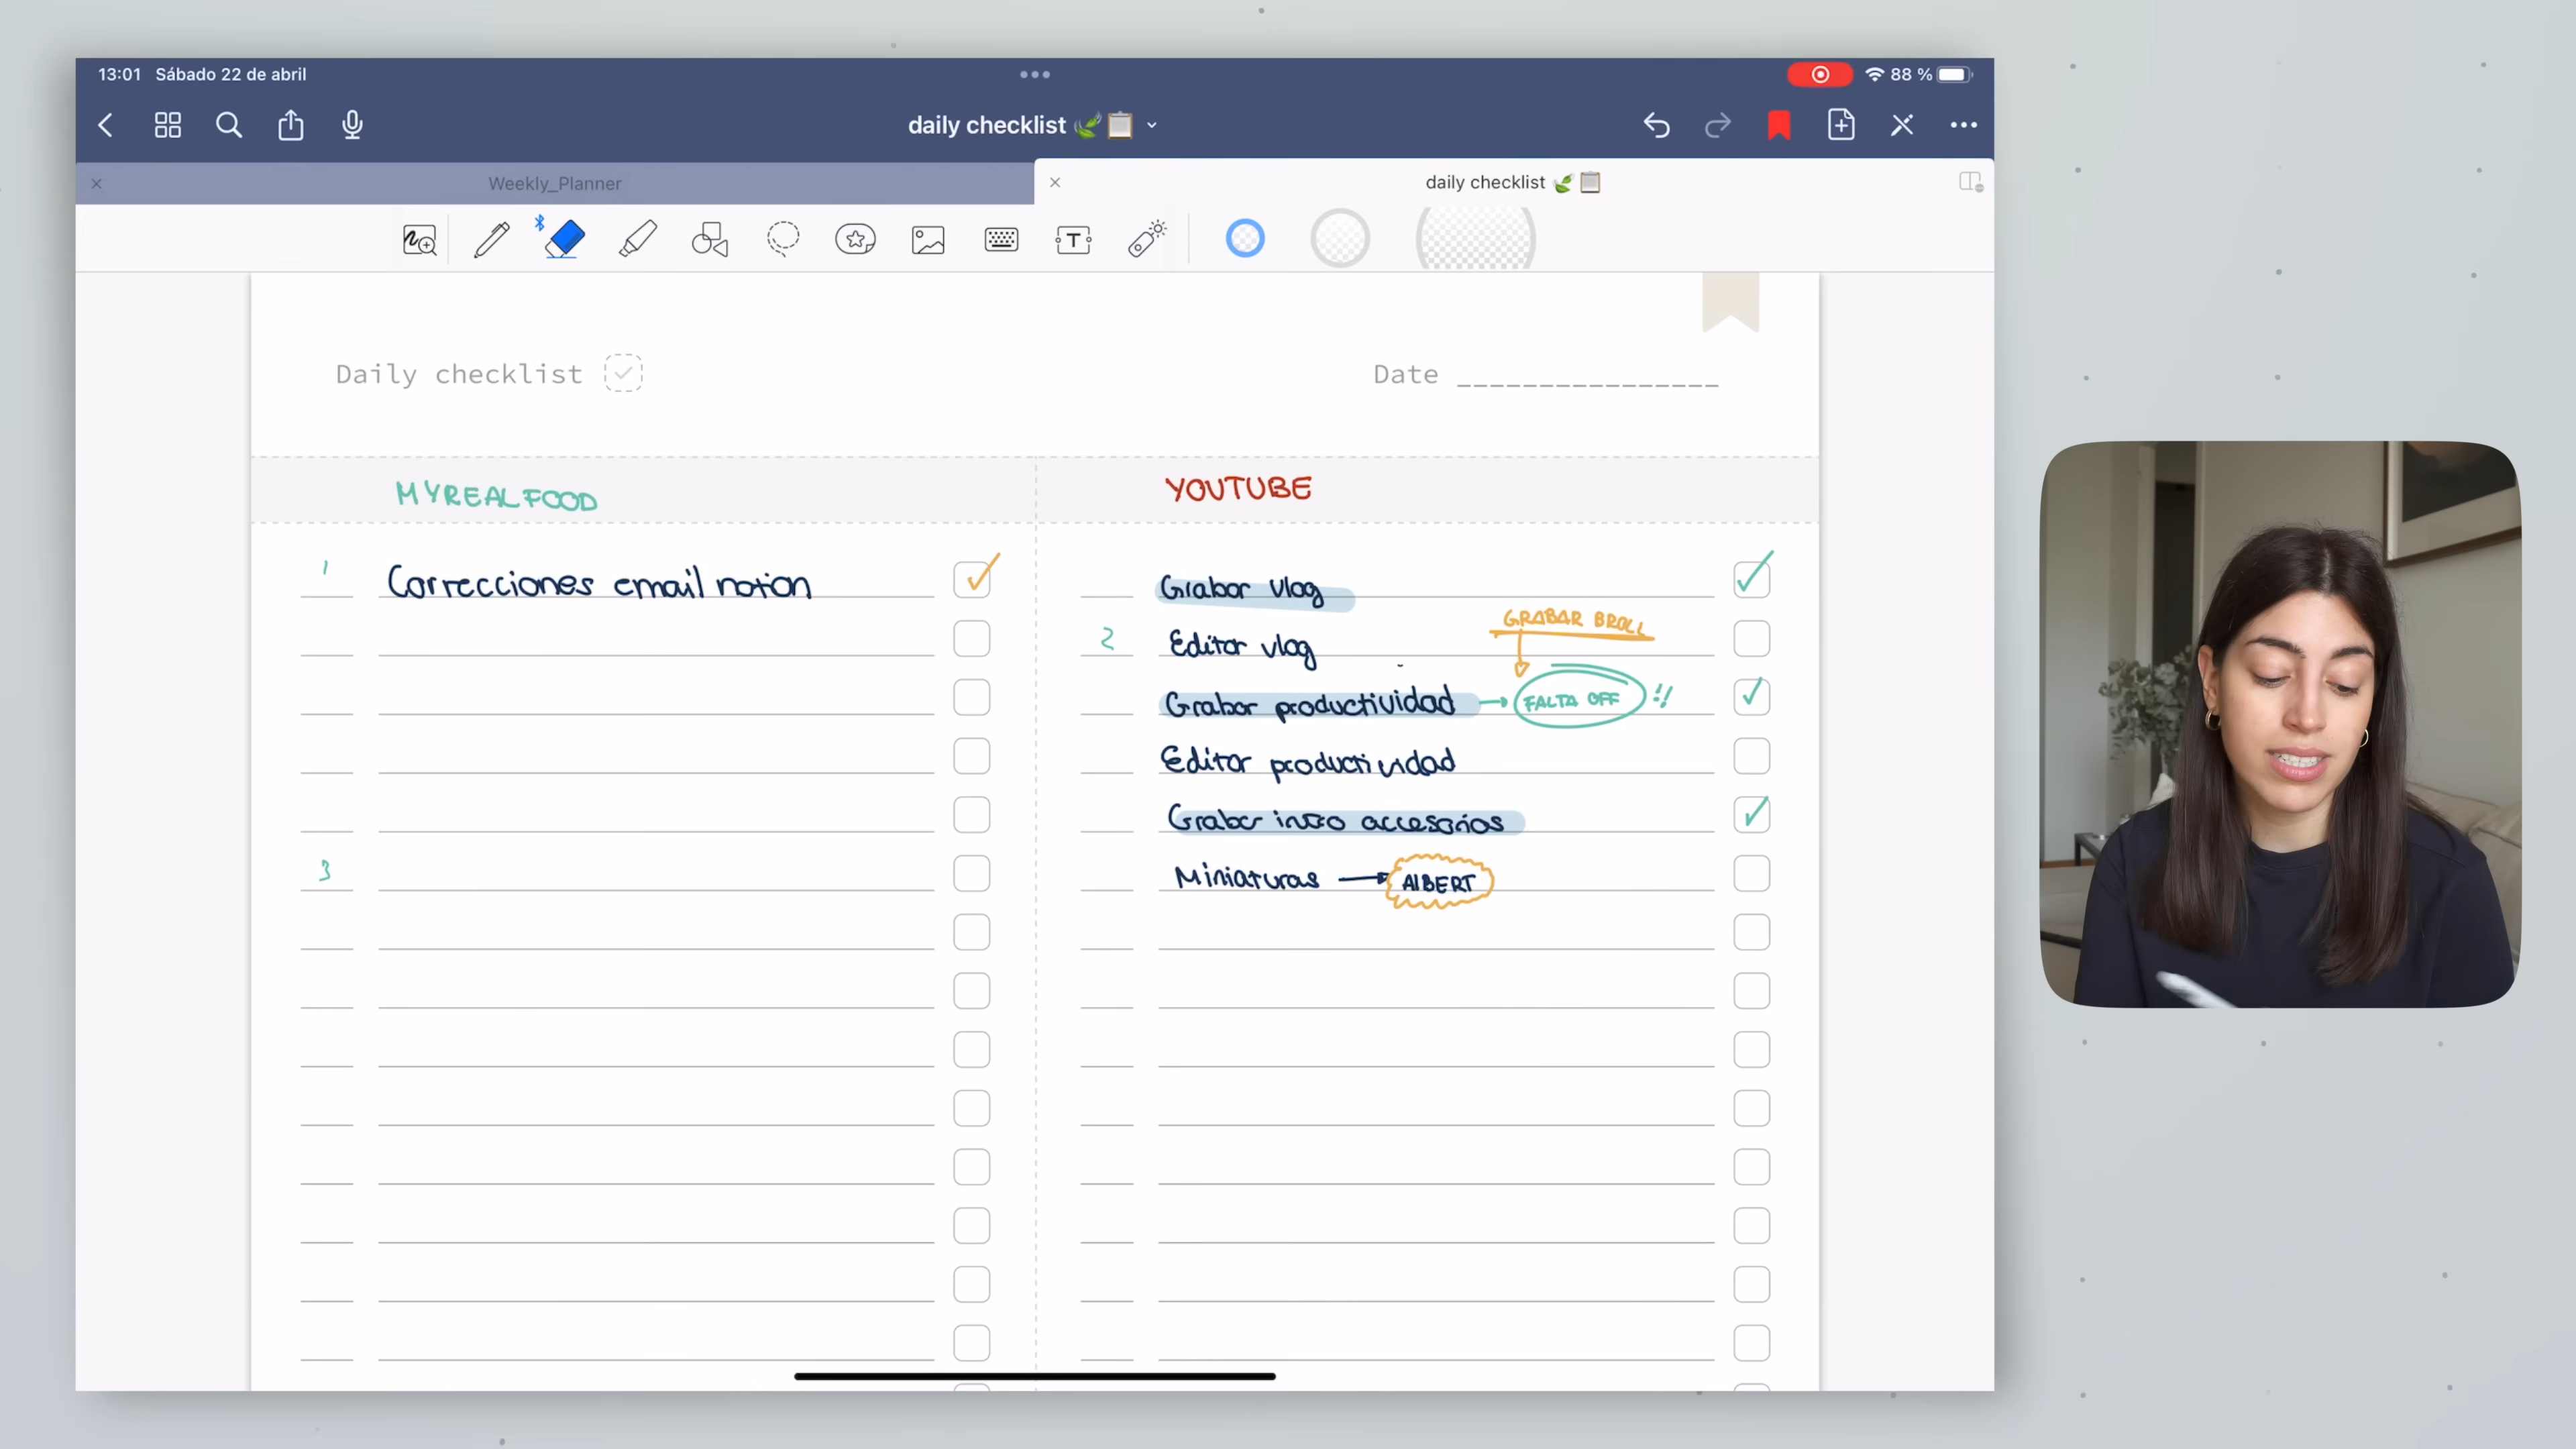 13:01 Sábado 22 de abril
88 %
daily checklist
Weekly_Planner
daily checklist
T
Daily checklist
Date
MYREALFOOD
YOUTUBE
1 Correcciones email notion
Grabar vlog
GRABAR BROLL
2 Editar vlog
Grabar productividad → FALTA OFF !!
Editar productividad
Grabar intro accesorios
3
Miniaturas → ALBERT